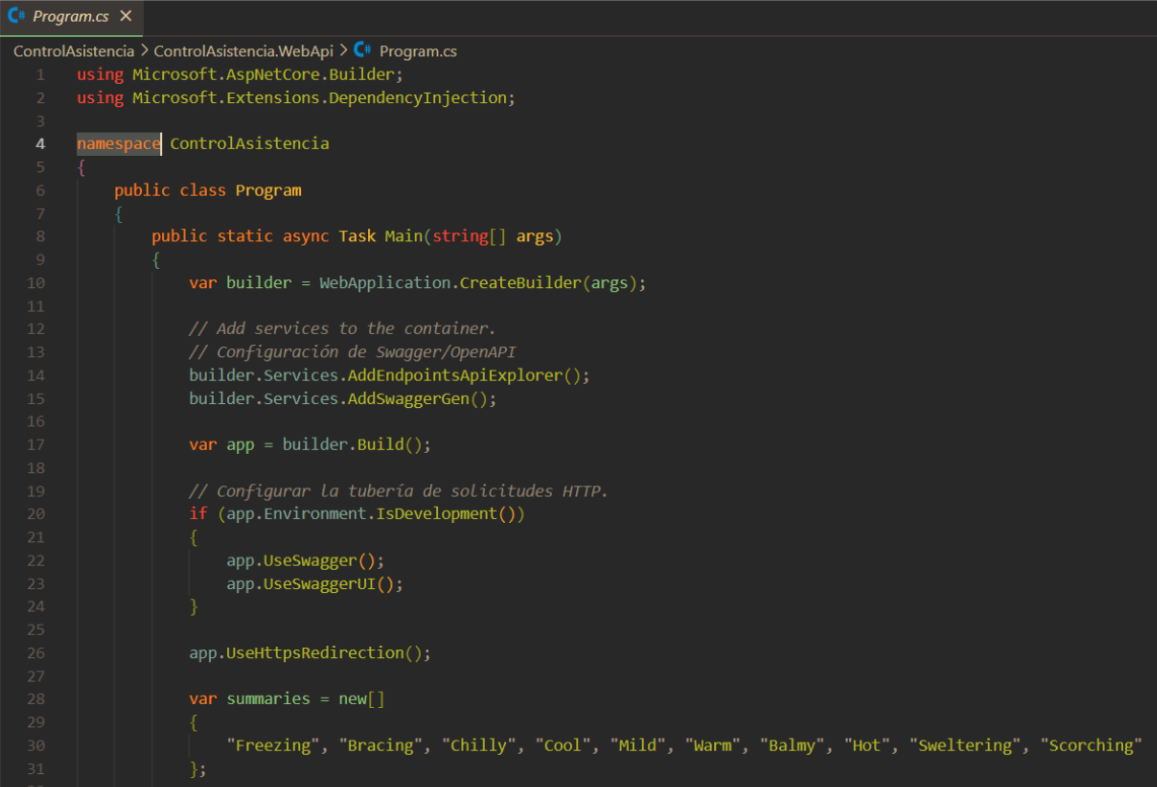 Program.cs
ControlAsistencia > ControlAsistencia.WebApi > Program.cs
1 using Microsoft.AspNetCore.Builder;
2 using Microsoft.Extensions.DependencyInjection;
3
4 namespace ControlAsistencia
5 {
6 public class Program
7 {
8 public static async Task Main(string[] args)
9 {
10 var builder = WebApplication.CreateBuilder(args);
11
12 // Add services to the container.
13 // Configuración de Swagger/OpenAPI
14 builder.Services.AddEndpointsApiExplorer();
15 builder.Services.AddSwaggerGen();
16
17 var app = builder.Build();
18
19 // Configurar la tubería de solicitudes HTTP.
20 if (app.Environment.IsDevelopment())
21 {
22 app.UseSwagger();
23 app.UseSwaggerUI();
24 }
25
26 app.UseHttpsRedirection();
27
28 var summaries = new[]
29 {
30 "Freezing", "Bracing", "Chilly", "Cool", "Mild", "Warm", "Balmy", "Hot", "Sweltering", "Scorching"
31 };